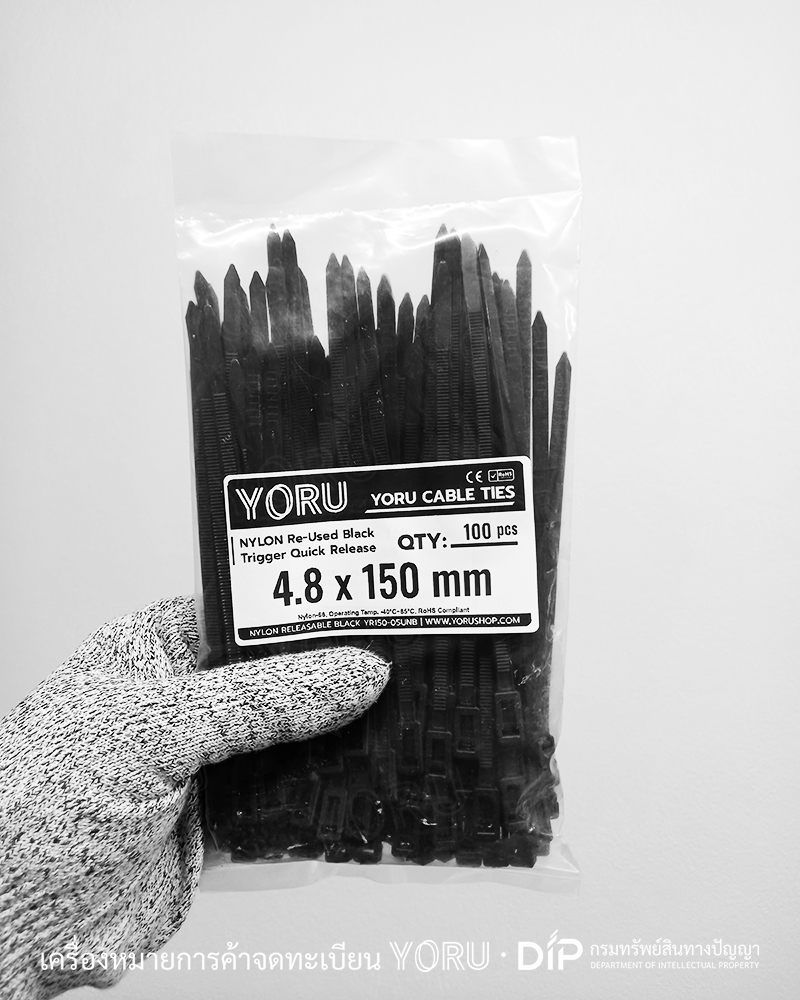 YORU
CE RoHS
YORU CABLE TIES
NYLON Re-Used Black
Trigger Quick Release
QTY: 100 pcs
4.8 x 150 mm
Nylon-66, Operating Temp. -40°C-85°C, RoHS Compliant
NYLON RELEASABLE BLACK YR150-05UNB | WWW.YORUSHOP.COM
เครื่องหมายการค้าจดทะเบียน YORU · DIP กรมทรัพย์สินทางปัญญา
DEPARTMENT OF INTELLECTUAL PROPERTY